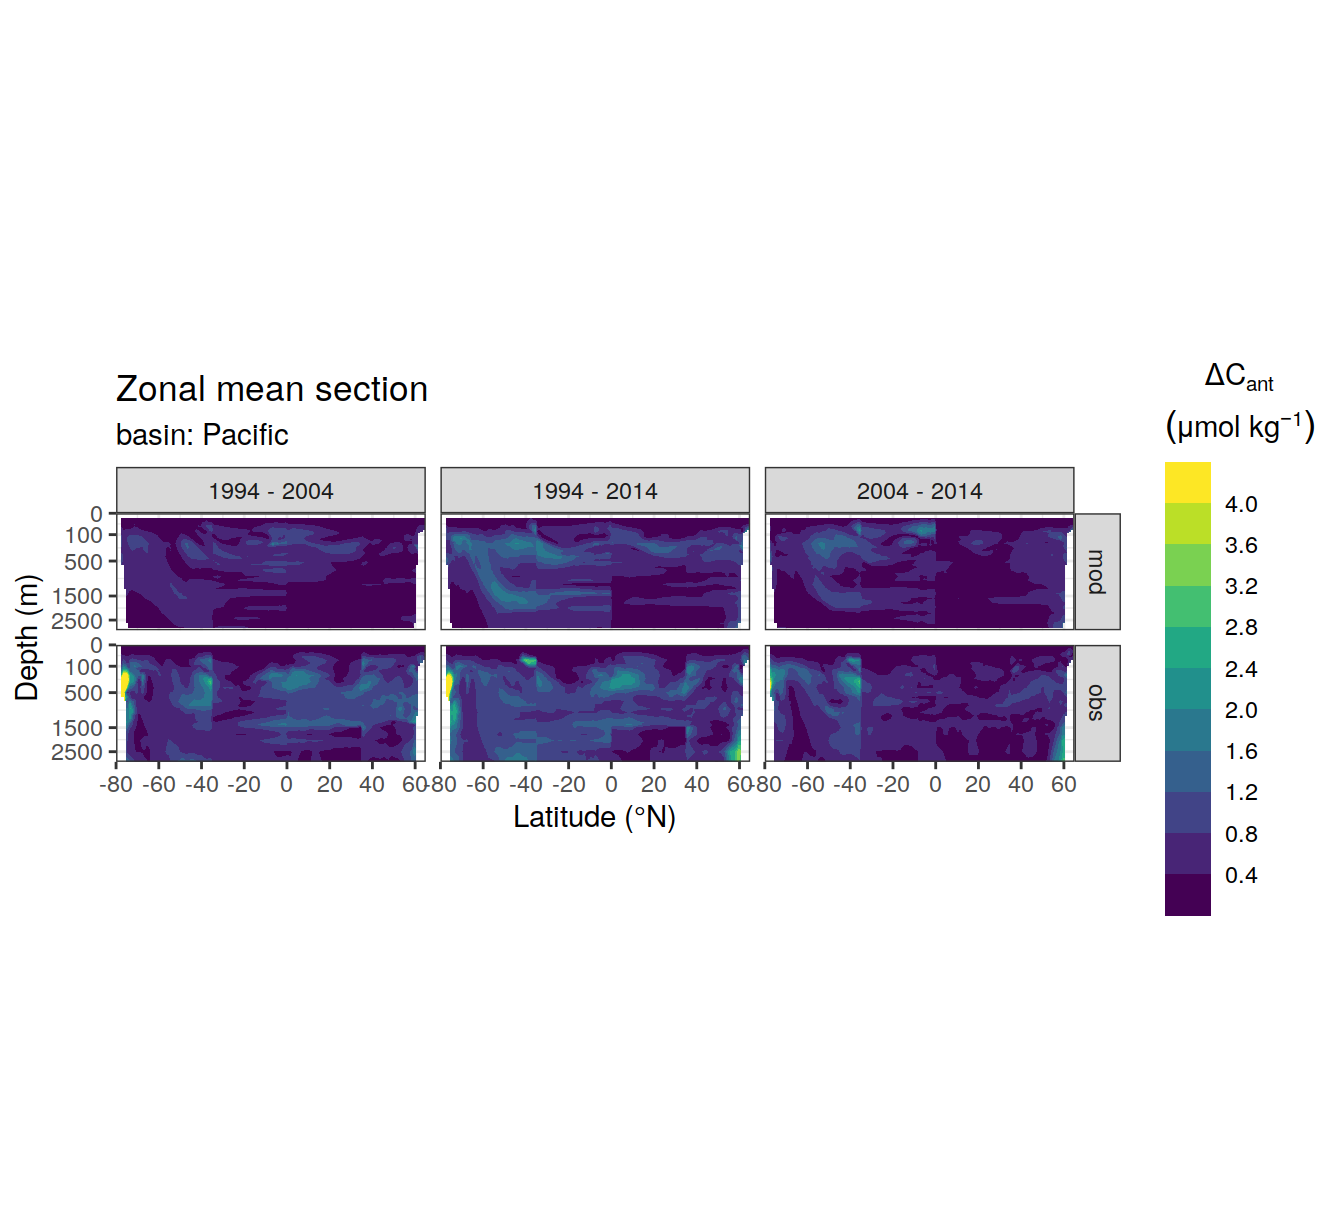 Zonal mean section
basin: Pacific
1994 - 2004
1994 - 2014
2004 - 2014
mod
obs
Depth (m)
0
100
500
1500
2500
0
100
500
1500
2500
-80 -60 -40 -20 0 20 40 60
-80 -60 -40 -20 0 20 40 60
-80 -60 -40 -20 0 20 40 60
Latitude (°N)
ΔCant
(μmol kg⁻¹)
4.0
3.6
3.2
2.8
2.4
2.0
1.6
1.2
0.8
0.4